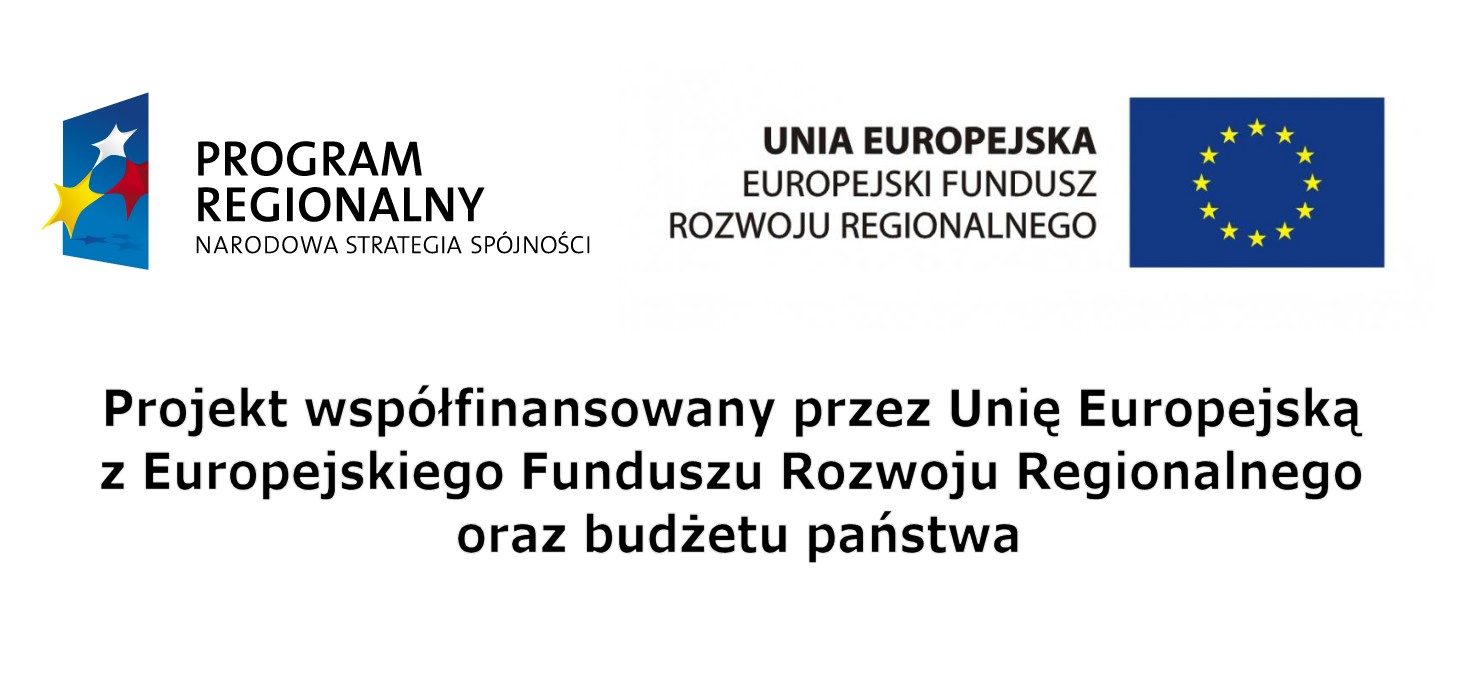 PROGRAM
REGIONALNY
NARODOWA STRATEGIA SPÓJNOŚCI
UNIA EUROPEJSKA
EUROPEJSKI FUNDUSZ
ROZWOJU REGIONALNEGO
Projekt współfinansowany przez Unię Europejską
z Europejskiego Funduszu Rozwoju Regionalnego
oraz budżetu państwa